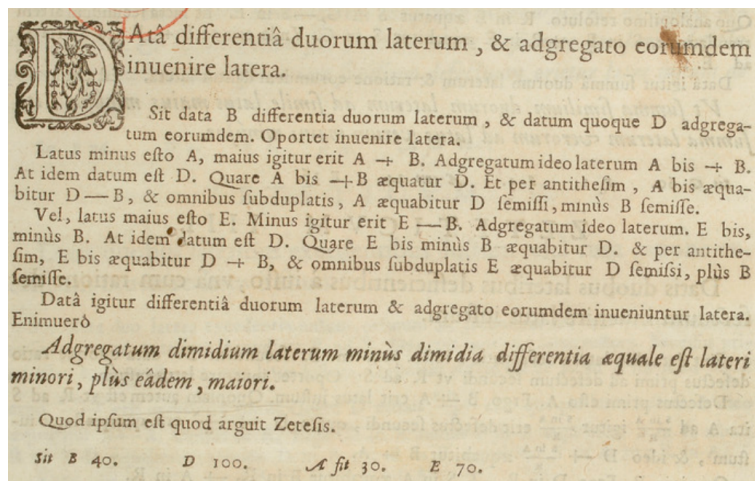 DAtâ differentiâ duorum laterum, & adgregato eorumdem
inuenire latera.
Sit data B differentia duorum laterum, & datum quoque D adgrega-
tum eorumdem. Oportet inuenire latera.
Latus minus eſto A, maius igitur erit A + B. Adgregatum ideo laterum A bis + B.
At idem datum eſt D. Quare A bis + B æquatur D. Et per antitheſim, A bis æqua-
bitur D — B, & omnibus ſubduplatis, A æquabitur D ſemiſſi, minùs B ſemiſſe.
Vel, latus maius eſto E. Minus igitur erit E — B. Adgregatum ideo laterum. E bis,
minùs B. At idem datum eſt D. Quare E bis minùs B æquabitur D. & per antithe-
ſim, E bis æquabitur D + B, & omnibus ſubduplatis E æquabitur D ſemiſsi, plùs B
ſemiſſe.
Datâ igitur differentiâ duorum laterum & adgregato eorumdem inueniuntur latera.
Enimuerò
Adgregatum dimidium laterum minùs dimidia differentia æquale eſt lateri
minori, plùs eâdem, maiori.
Quod ipſum eſt quod arguit Zeteſis.
Sit B 40. D 100. A fit 30. E 70.